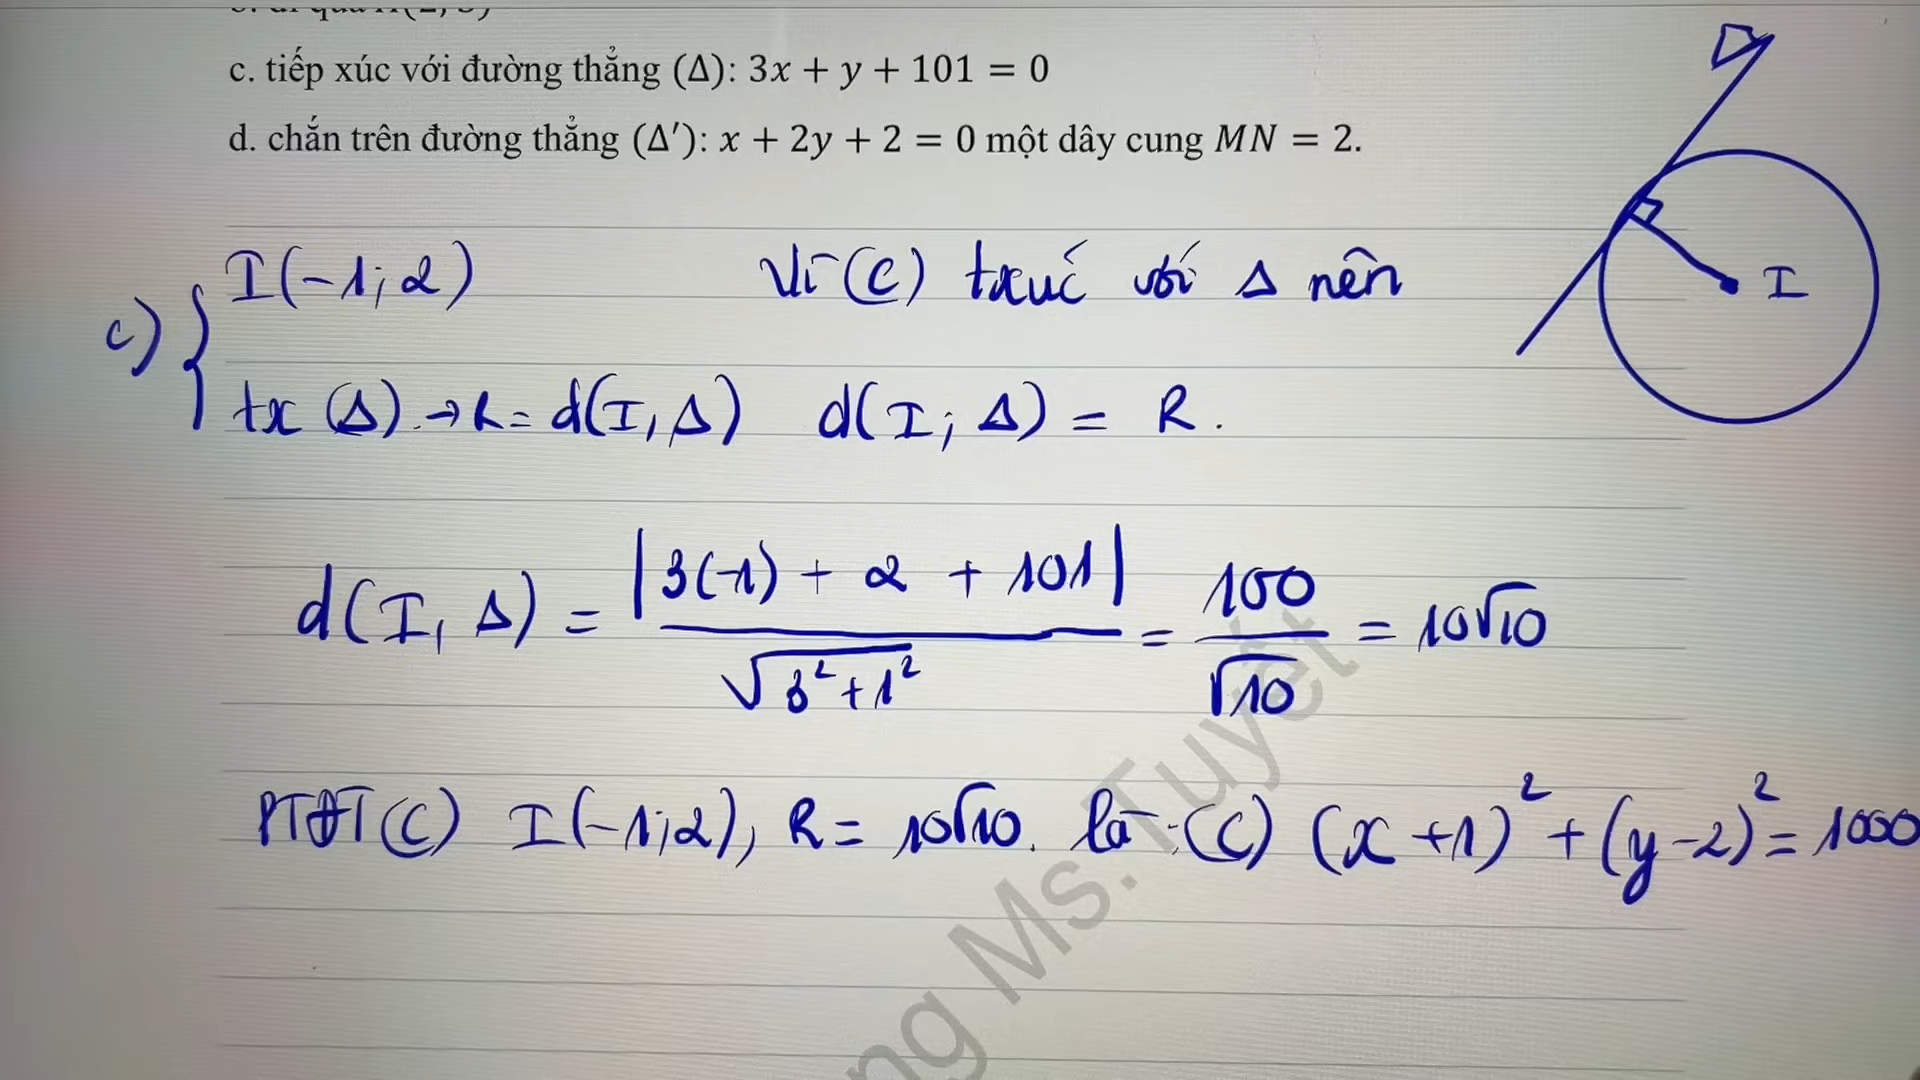 c. tiếp xúc với đường thẳng (Δ): 3x + y + 101 = 0
d. chắn trên đường thẳng (Δ′): x + 2y + 2 = 0 một dây cung MN = 2.
c) { I(-1; 2)
tx (Δ) → R = d(I, Δ)
Vì (C) txúc với Δ nên
d(I; Δ) = R.
Δ
I
d(I, Δ) = |3(-1) + 2 + 101| / √3² + 1² = 100 / √10 = 10√10
PTĐT (C) I(-1; 2), R = 10√10. là: (C) (x + 1)² + (y - 2)² = 1000
ng Ms. Tuyết